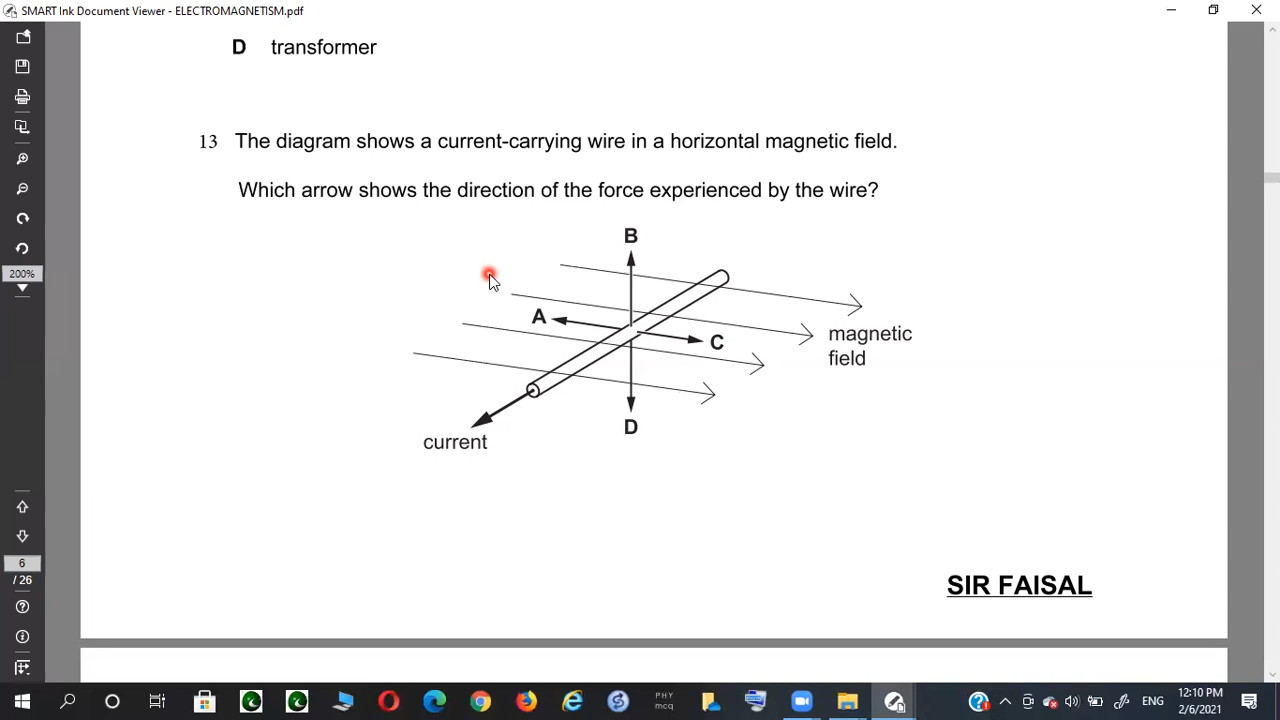 SMART Ink Document Viewer - ELECTROMAGNETISM.pdf
D transformer
13 The diagram shows a current-carrying wire in a horizontal magnetic field.
Which arrow shows the direction of the force experienced by the wire?
B
A
C
magnetic
field
D
current
200%
6
/ 26
SIR FAISAL
PHY
mcq
ENG
12:10 PM
2/6/2021